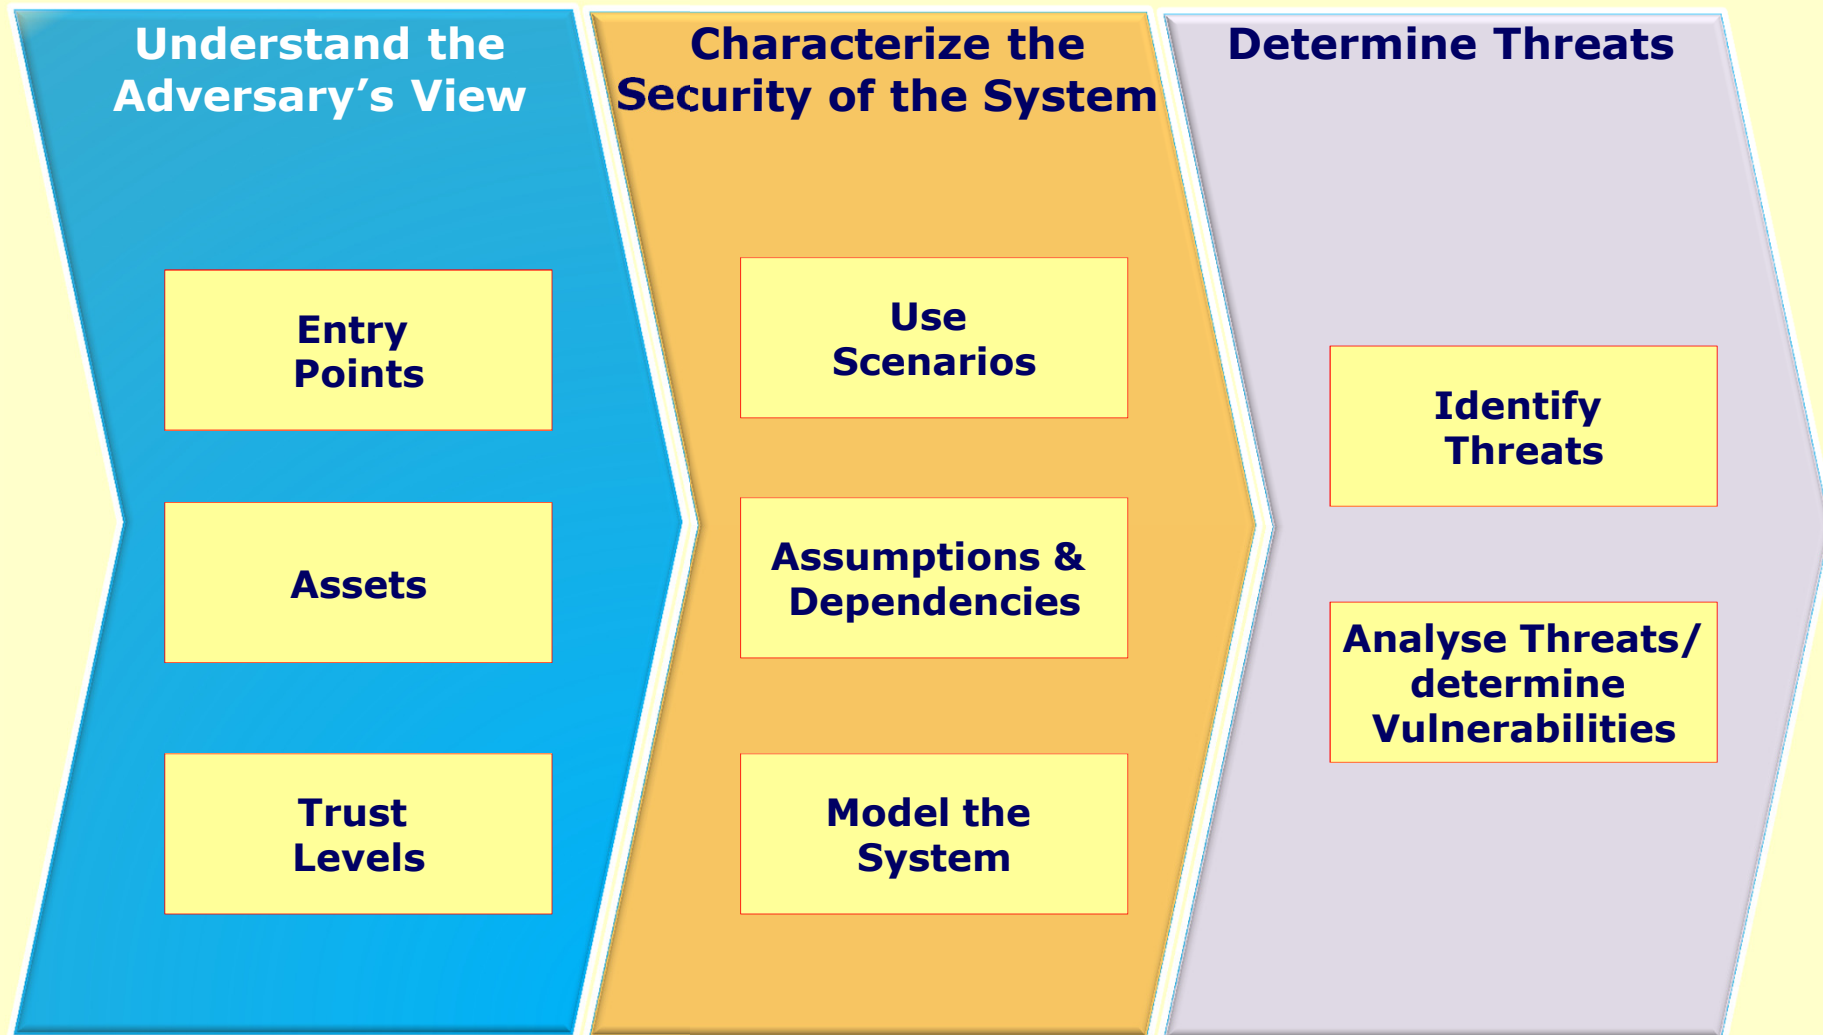 Understand the
Adversary’s View
Entry
Points
Assets
Trust
Levels
Characterize the
Security of the System
Use
Scenarios
Assumptions &
Dependencies
Model the
System
Determine Threats
Identify
Threats
Analyse Threats/
determine
Vulnerabilities